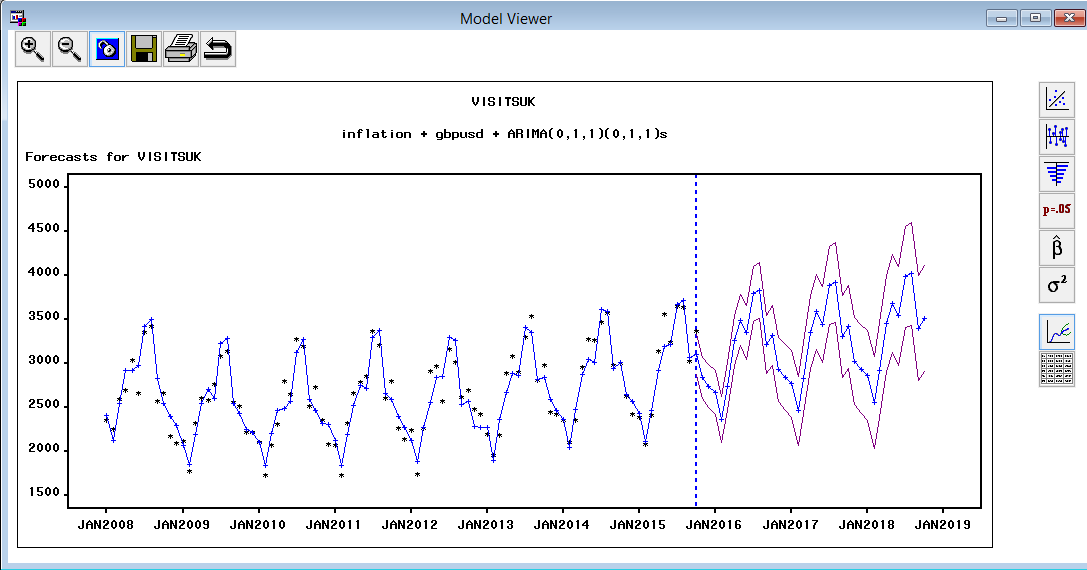 Model Viewer
VISITSUK
inflation + gbpusd + ARIMA(0,1,1)(0,1,1)s
Forecasts for VISITSUK
5000
4500
4000
3500
3000
2500
2000
1500
JAN2008 JAN2009 JAN2010 JAN2011 JAN2012 JAN2013 JAN2014 JAN2015 JAN2016 JAN2017 JAN2018 JAN2019
p=.05
β̂
σ²